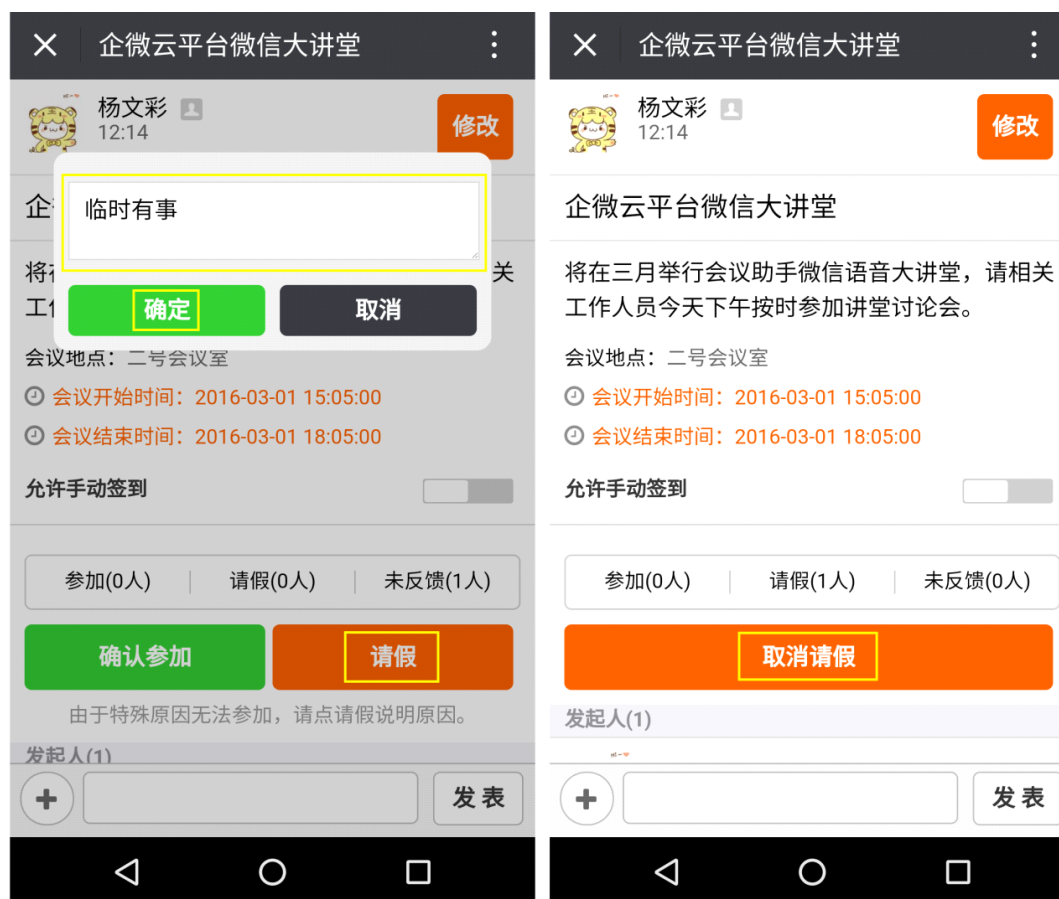 企微云平台微信大讲堂
杨文彩
12:14
修改
企
临时有事
将
关
工
确定
取消
会议地点：二号会议室
会议开始时间：2016-03-01 15:05:00
会议结束时间：2016-03-01 18:05:00
允许手动签到
参加(0人) 请假(0人) 未反馈(1人)
确认参加 请假
由于特殊原因无法参加，请点请假说明原因。
发起人(1)
发表
企微云平台微信大讲堂
杨文彩
12:14
修改
企微云平台微信大讲堂
将在三月举行会议助手微信语音大讲堂，请相关
工作人员今天下午按时参加讲堂讨论会。
会议地点：二号会议室
会议开始时间：2016-03-01 15:05:00
会议结束时间：2016-03-01 18:05:00
允许手动签到
参加(0人) 请假(1人) 未反馈(0人)
取消请假
发起人(1)
发表